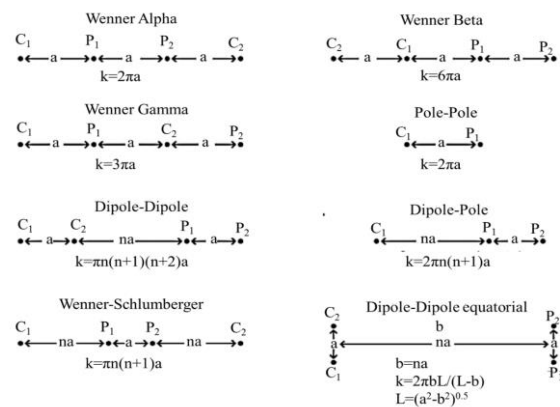 Wenner Alpha
C₁ P₁ P₂ C₂
a a a
k=2πa
Wenner Beta
C₂ C₁ P₁ P₂
a a a
k=6πa
Wenner Gamma
C₁ P₁ C₂ P₂
a a a
k=3πa
Pole-Pole
C₁ P₁
a
k=2πa
Dipole-Dipole
C₁ C₂ P₁ P₂
a na a
k=πn(n+1)(n+2)a
Dipole-Pole
C₁ P₁ P₂
na a
k=2πn(n+1)a
Wenner-Schlumberger
C₁ P₁ P₂ C₂
na a na
k=πn(n+1)a
Dipole-Dipole equatorial
C₂ b P₂
a na a
C₁ b=na P₁
k=2πbL/(L-b)
L=(a²-b²)⁰·⁵